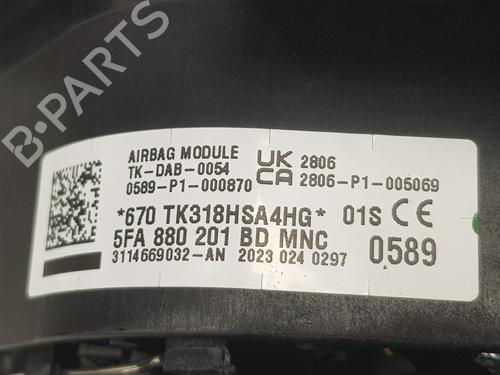 AIRBAG MODULE
TK-DAB-0054
0589-P1-000870
UK
CA
2806
2806-P1-005069
*670 TK318HSA4HG* 01S CE
5FA 880 201 BD MNC 0589
3114669032-AN 2023 024 0297
B-PARTS